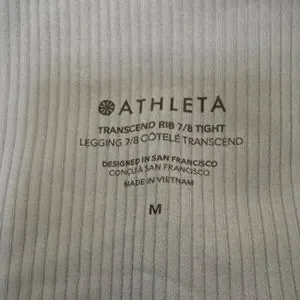 ATHLETA
TRANSCEND RIB 7/8 TIGHT
LEGGING 7/8 CÔTELÉ TRANSCEND
DESIGNED IN SAN FRANCISCO
CONÇU À SAN FRANCISCO
MADE IN VIETNAM
M